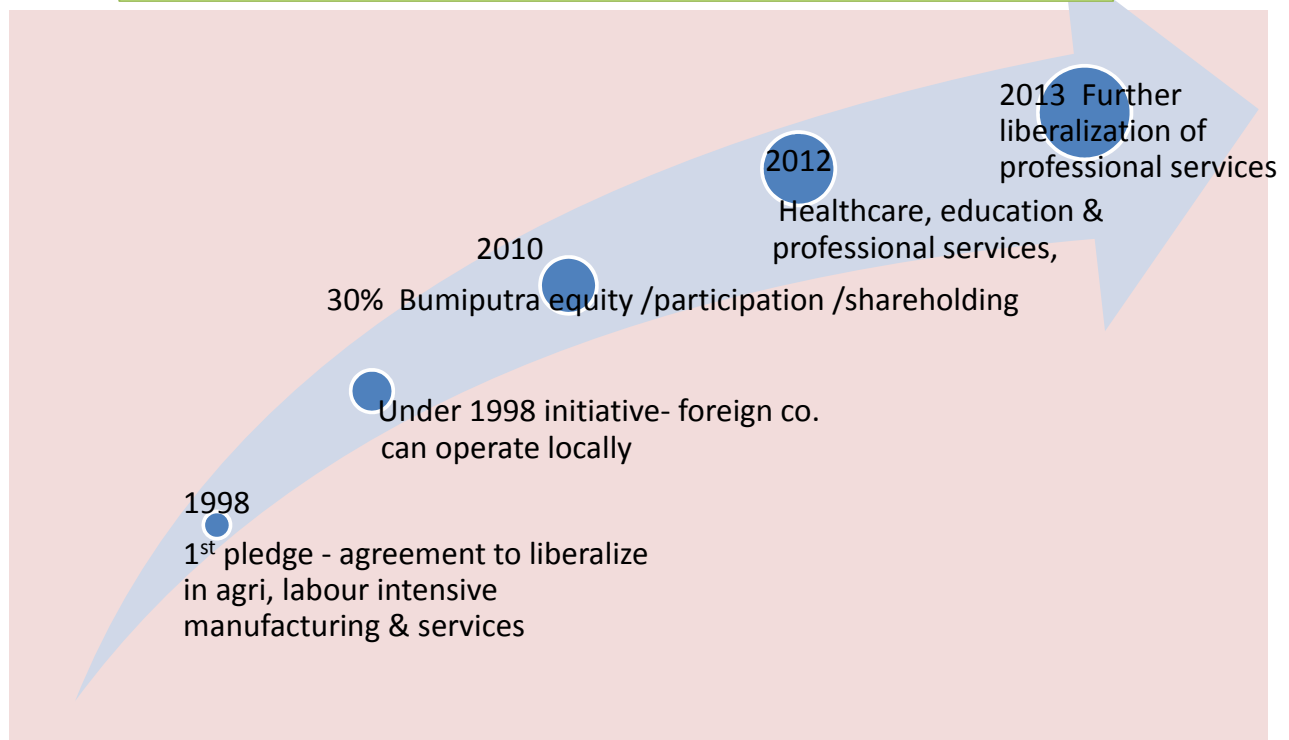 1998
1st pledge - agreement to liberalize
in agri, labour intensive
manufacturing & services
Under 1998 initiative- foreign co.
can operate locally
2010
30%  Bumiputra equity /participation /shareholding
2012
Healthcare, education &
professional services,
2013  Further
liberalization of
professional services